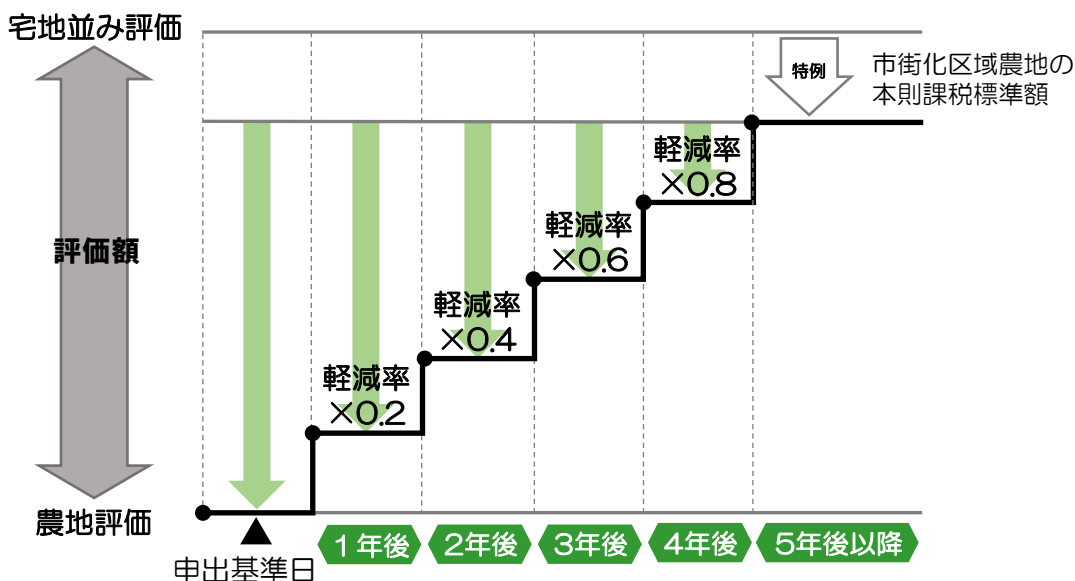 宅地並み評価
特例
市街化区域農地の
本則課税標準額
軽減率
×0.8
軽減率
×0.6
評価額
軽減率
×0.4
軽減率
×0.2
農地評価
1年後
2年後
3年後
4年後
5年後以降
申出基準日